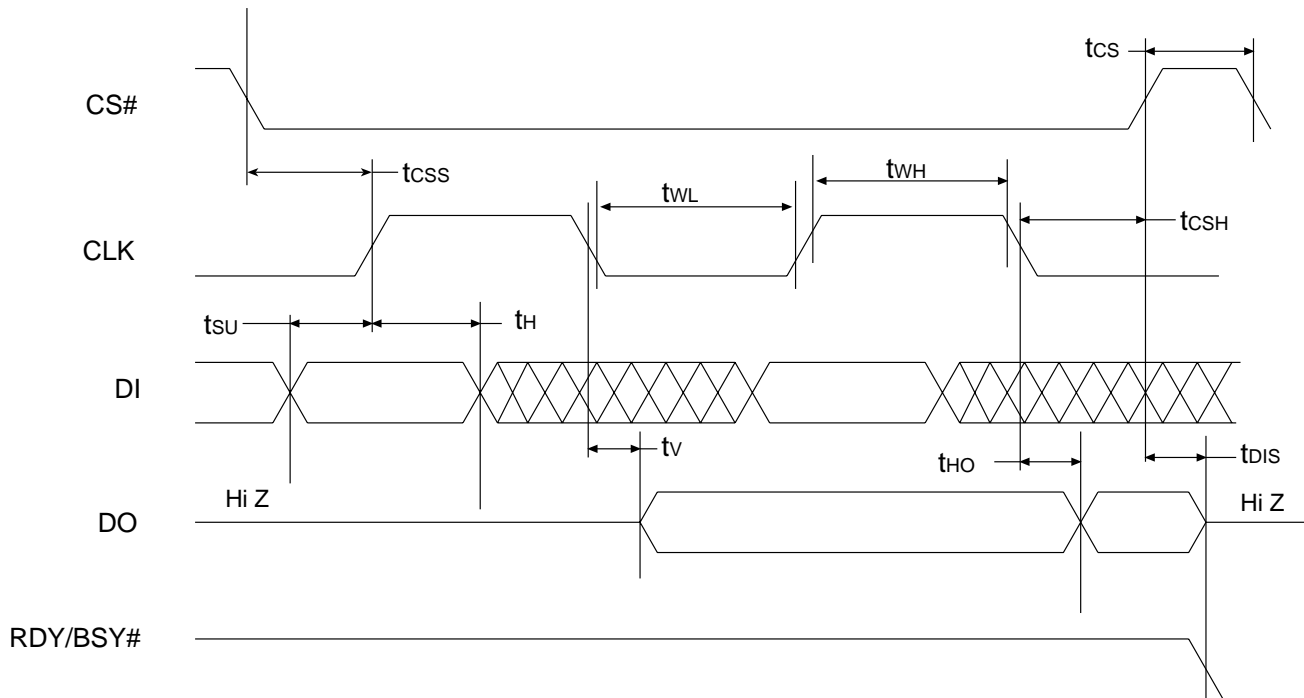 tCS
CS#
tCSS
tWL
tWH
tCSH
CLK
tSU
tH
DI
tV
tHO
tDIS
Hi Z
Hi Z
DO
RDY/BSY#